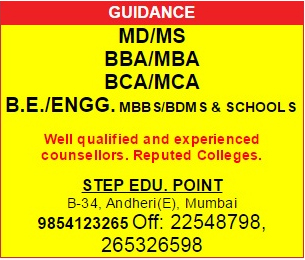 GUIDANCE
MD/MS
BBA/MBA
BCA/MCA
B.E./ENGG. MBBS/BDMS & SCHOOLS
Well qualified and experienced
counsellors. Reputed Colleges.
STEP EDU. POINT
B-34, Andheri(E), Mumbai
9854123265 Off: 22548798,
265326598